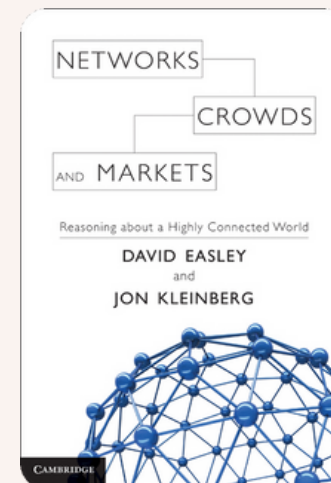 NETWORKS
CROWDS
AND MARKETS
Reasoning about a Highly Connected World
DAVID EASLEY
and
JON KLEINBERG
CAMBRIDGE